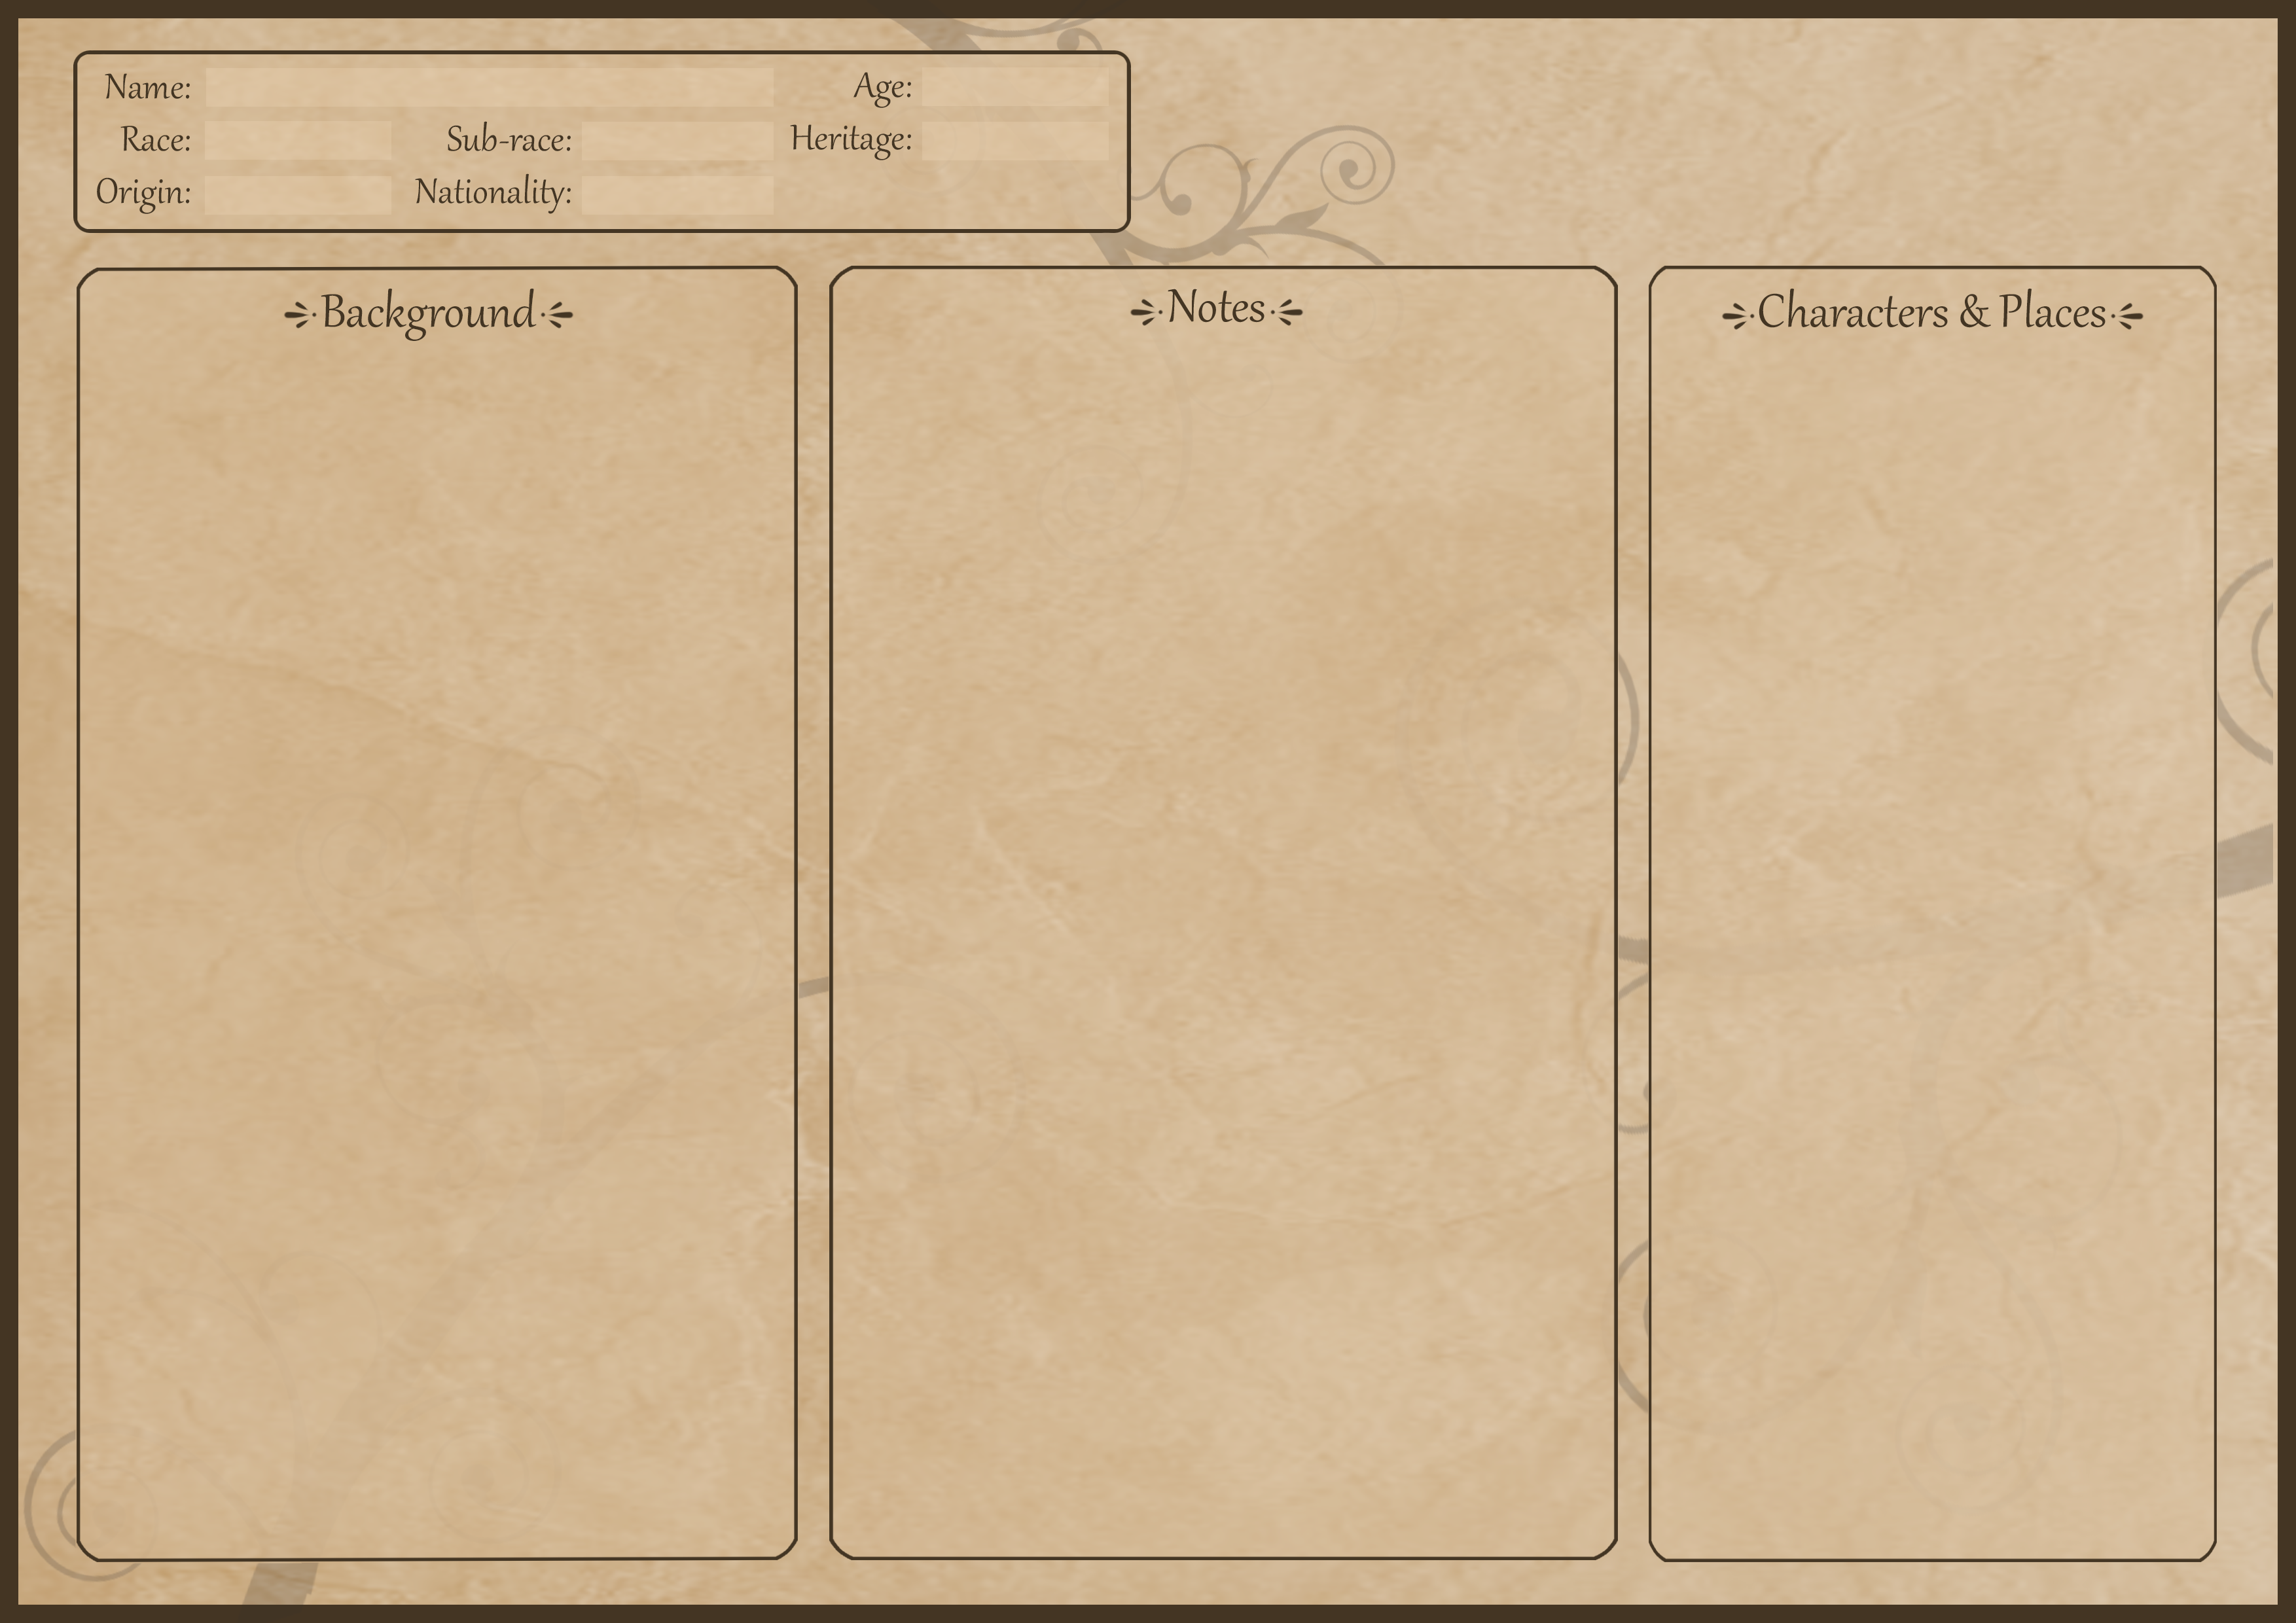 Name: Age:
Race: Sub-race: Heritage:
Origin: Nationality:
Background
Notes
Characters & Places